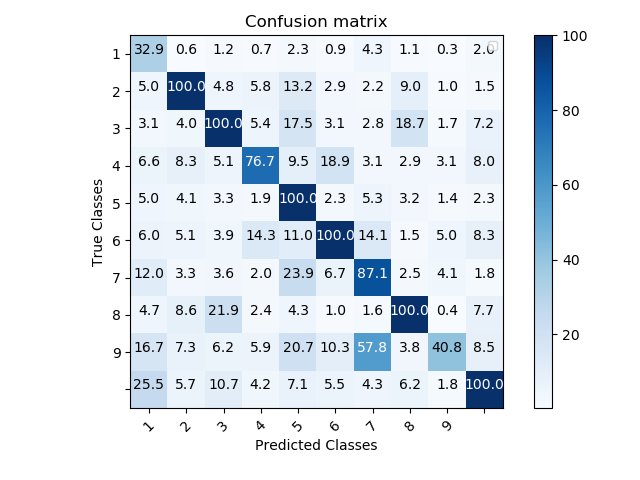 Confusion matrix
1 32.9 0.6 1.2 0.7 2.3 0.9 4.3 1.1 0.3 2.0
2 5.0 100.0 4.8 5.8 13.2 2.9 2.2 9.0 1.0 1.5
3 3.1 4.0 100.0 5.4 17.5 3.1 2.8 18.7 1.7 7.2
4 6.6 8.3 5.1 76.7 9.5 18.9 3.1 2.9 3.1 8.0
5 5.0 4.1 3.3 1.9 100.0 2.3 5.3 3.2 1.4 2.3
6 6.0 5.1 3.9 14.3 11.0 100.0 14.1 1.5 5.0 8.3
7 12.0 3.3 3.6 2.0 23.9 6.7 87.1 2.5 4.1 1.8
8 4.7 8.6 21.9 2.4 4.3 1.0 1.6 100.0 0.4 7.7
9 16.7 7.3 6.2 5.9 20.7 10.3 57.8 3.8 40.8 8.5
25.5 5.7 10.7 4.2 7.1 5.5 4.3 6.2 1.8 100.0
1 2 3 4 5 6 7 8 9
Predicted Classes
True Classes
100
80
60
40
20